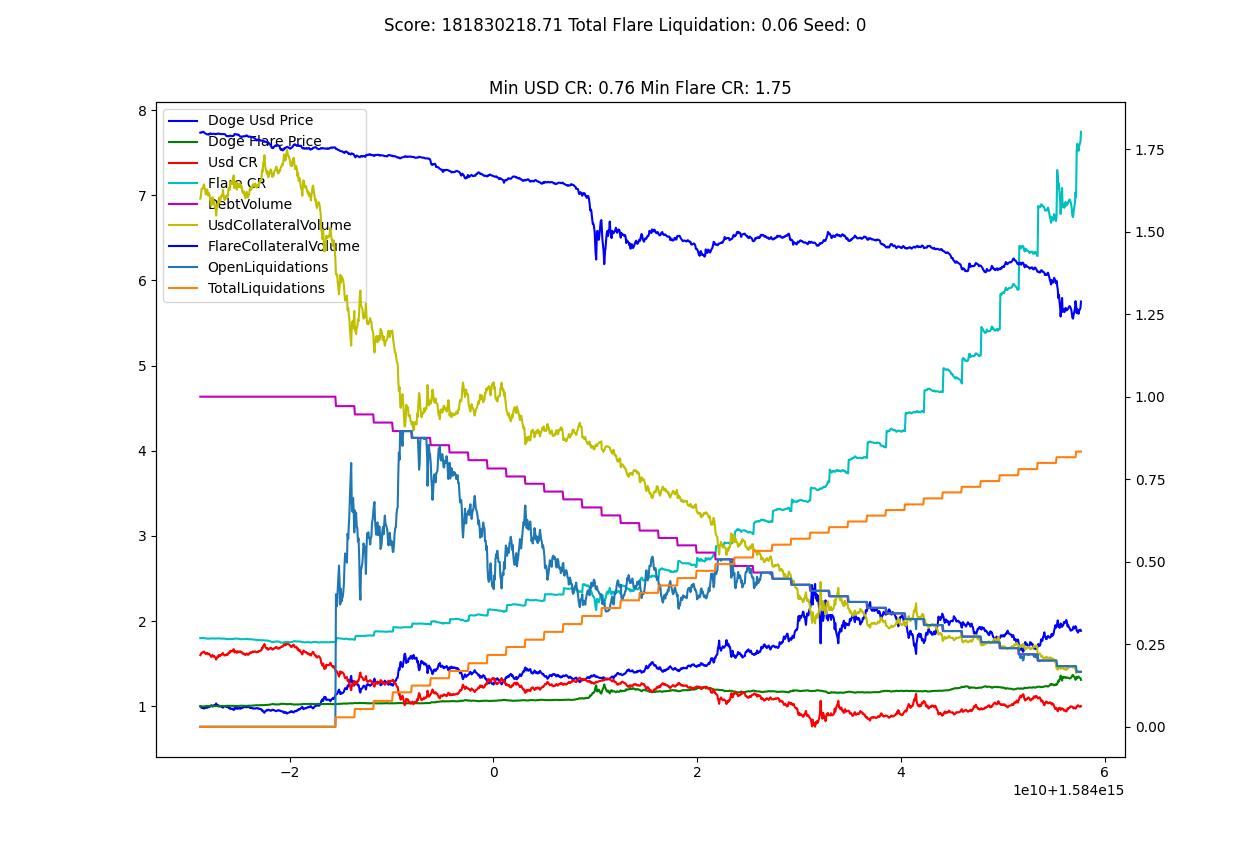 Score: 181830218.71 Total Flare Liquidation: 0.06 Seed: 0
Min USD CR: 0.76 Min Flare CR: 1.75
Doge Usd Price
Doge Flare Price
Usd CR
Flare CR
DebtVolume
UsdCollateralVolume
FlareCollateralVolume
OpenLiquidations
TotalLiquidations
8
7
6
5
4
3
2
1
1.75
1.50
1.25
1.00
0.75
0.50
0.25
0.00
−2
0
2
4
6
1e10+1.584e15